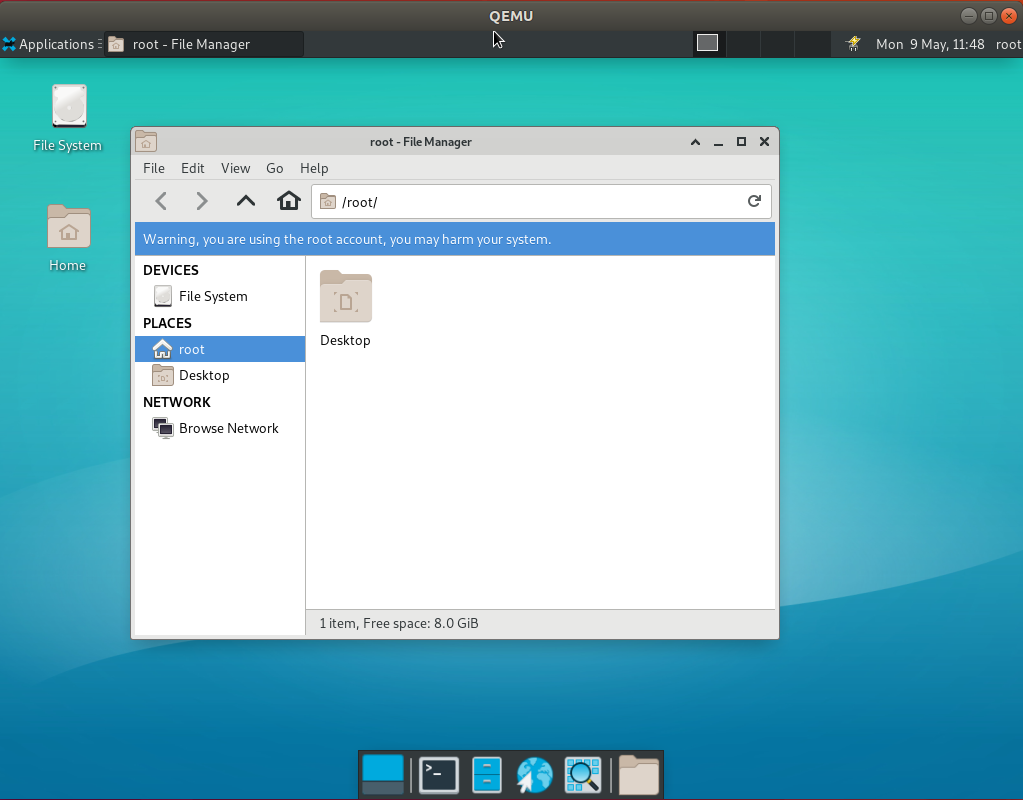 QEMU
Applications
root - File Manager
Mon 9 May, 11:48
root
File System
Home
root - File Manager
File Edit View Go Help
/root/
Warning, you are using the root account, you may harm your system.
DEVICES
File System
PLACES
root
Desktop
NETWORK
Browse Network
Desktop
1 item, Free space: 8.0 GiB
>-